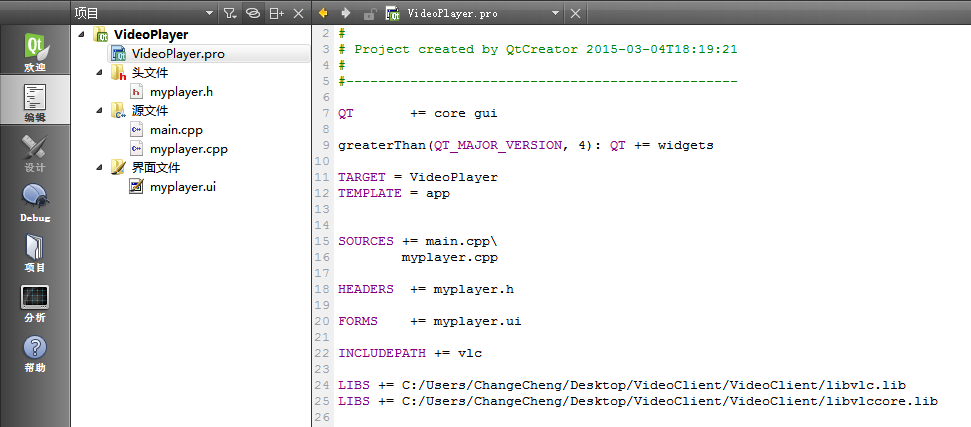 项目
VideoPlayer.pro
欢迎
编辑
设计
Debug
项目
分析
帮助
VideoPlayer
VideoPlayer.pro
头文件
myplayer.h
源文件
main.cpp
myplayer.cpp
界面文件
myplayer.ui
2 #
3 # Project created by QtCreator 2015-03-04T18:19:21
4 #
5 #-------------------------------------------------
6
7 QT       += core gui
8
9 greaterThan(QT_MAJOR_VERSION, 4): QT += widgets
10
11 TARGET = VideoPlayer
12 TEMPLATE = app
13
14
15 SOURCES += main.cpp\
16         myplayer.cpp
17
18 HEADERS  += myplayer.h
19
20 FORMS    += myplayer.ui
21
22 INCLUDEPATH += vlc
23
24 LIBS += C:/Users/ChangeCheng/Desktop/VideoClient/VideoClient/libvlc.lib
25 LIBS += C:/Users/ChangeCheng/Desktop/VideoClient/VideoClient/libvlccore.lib
26